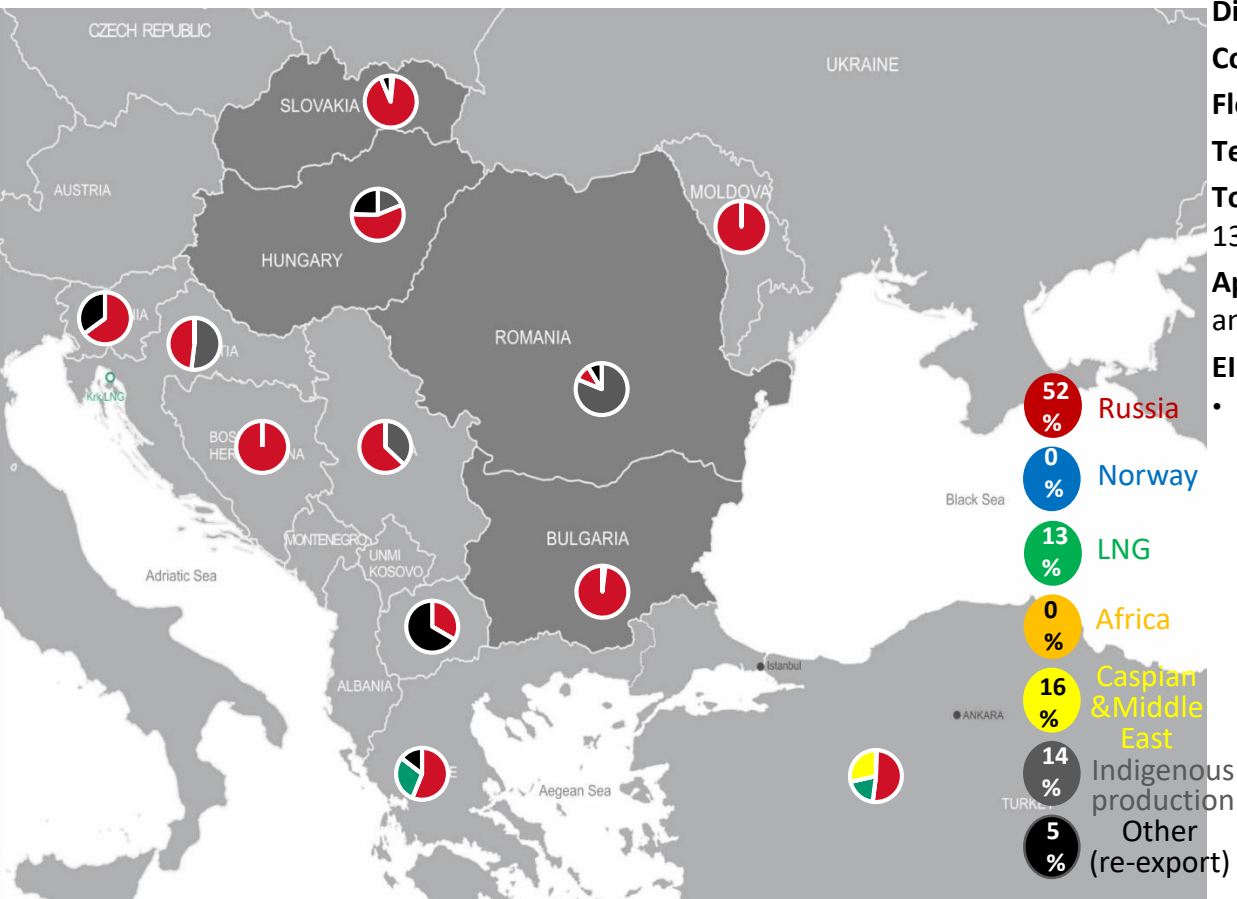 CZECH REPUBLIC
UKRAINE
SLOVAKIA
AUSTRIA
MOLDOVA
HUNGARY
ROMANIA
Krk LNG
BULGARIA
Black Sea
MONTENEGRO
UNMI
KOSOVO
Adriatic Sea
ALBANIA
Istanbul
ANKARA
Aegean Sea
52
%
Russia
0
%
Norway
13
%
LNG
0
%
Africa
16
%
Caspian
&Middle
East
14
%
Indigenous
production
5
%
Other
(re-export)
13